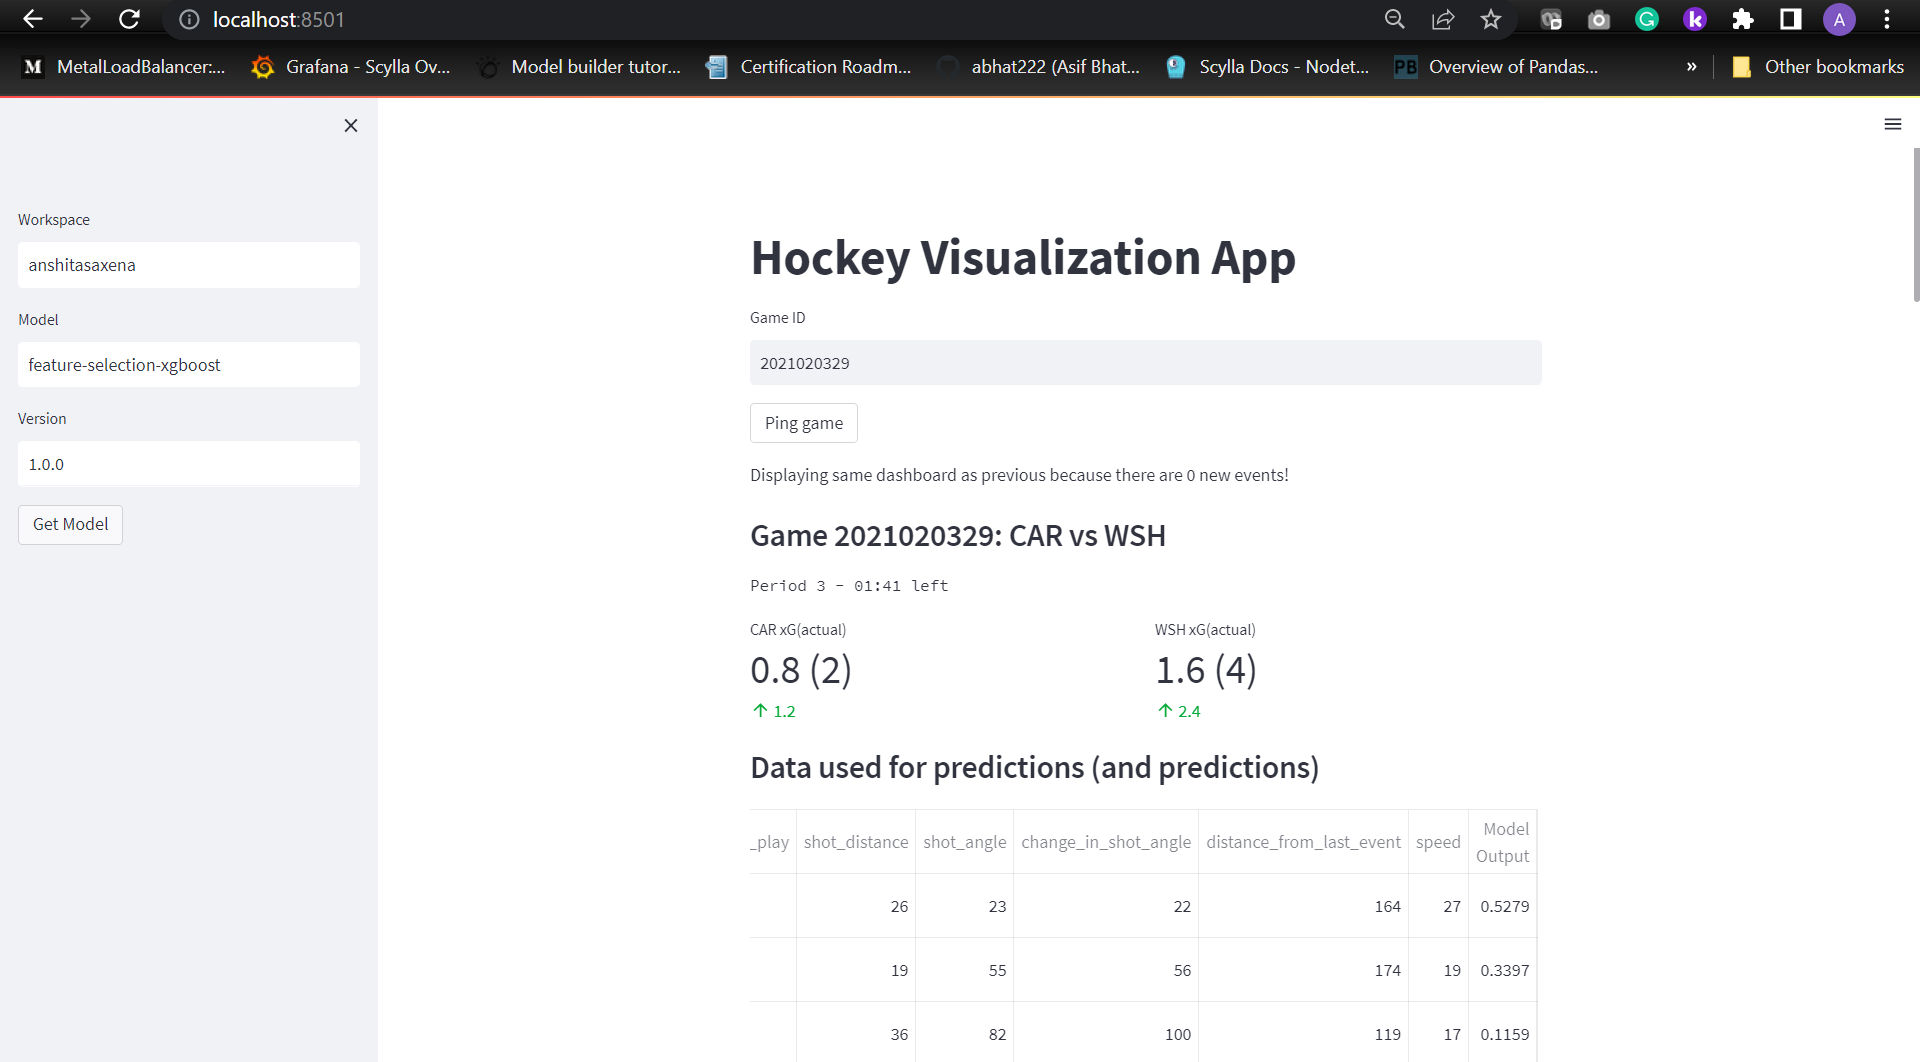 localhost:8501
A
M MetalLoadBalancer:... Grafana - Scylla Ov... Model builder tutor... Certification Roadm... abhat222 (Asif Bhat... Scylla Docs - Nodet... PB Overview of Pandas... » Other bookmarks
Workspace
anshitasaxena
Model
feature-selection-xgboost
Version
1.0.0
Get Model
Hockey Visualization App
Game ID
2021020329
Ping game
Displaying same dashboard as previous because there are 0 new events!
Game 2021020329: CAR vs WSH
Period 3 - 01:41 left
CAR xG(actual) WSH xG(actual)
0.8 (2) 1.6 (4)
↑ 1.2 ↑ 2.4
Data used for predictions (and predictions)
_play shot_distance shot_angle change_in_shot_angle distance_from_last_event speed Model Output
26 23 22 164 27 0.5279
19 55 56 174 19 0.3397
36 82 100 119 17 0.1159